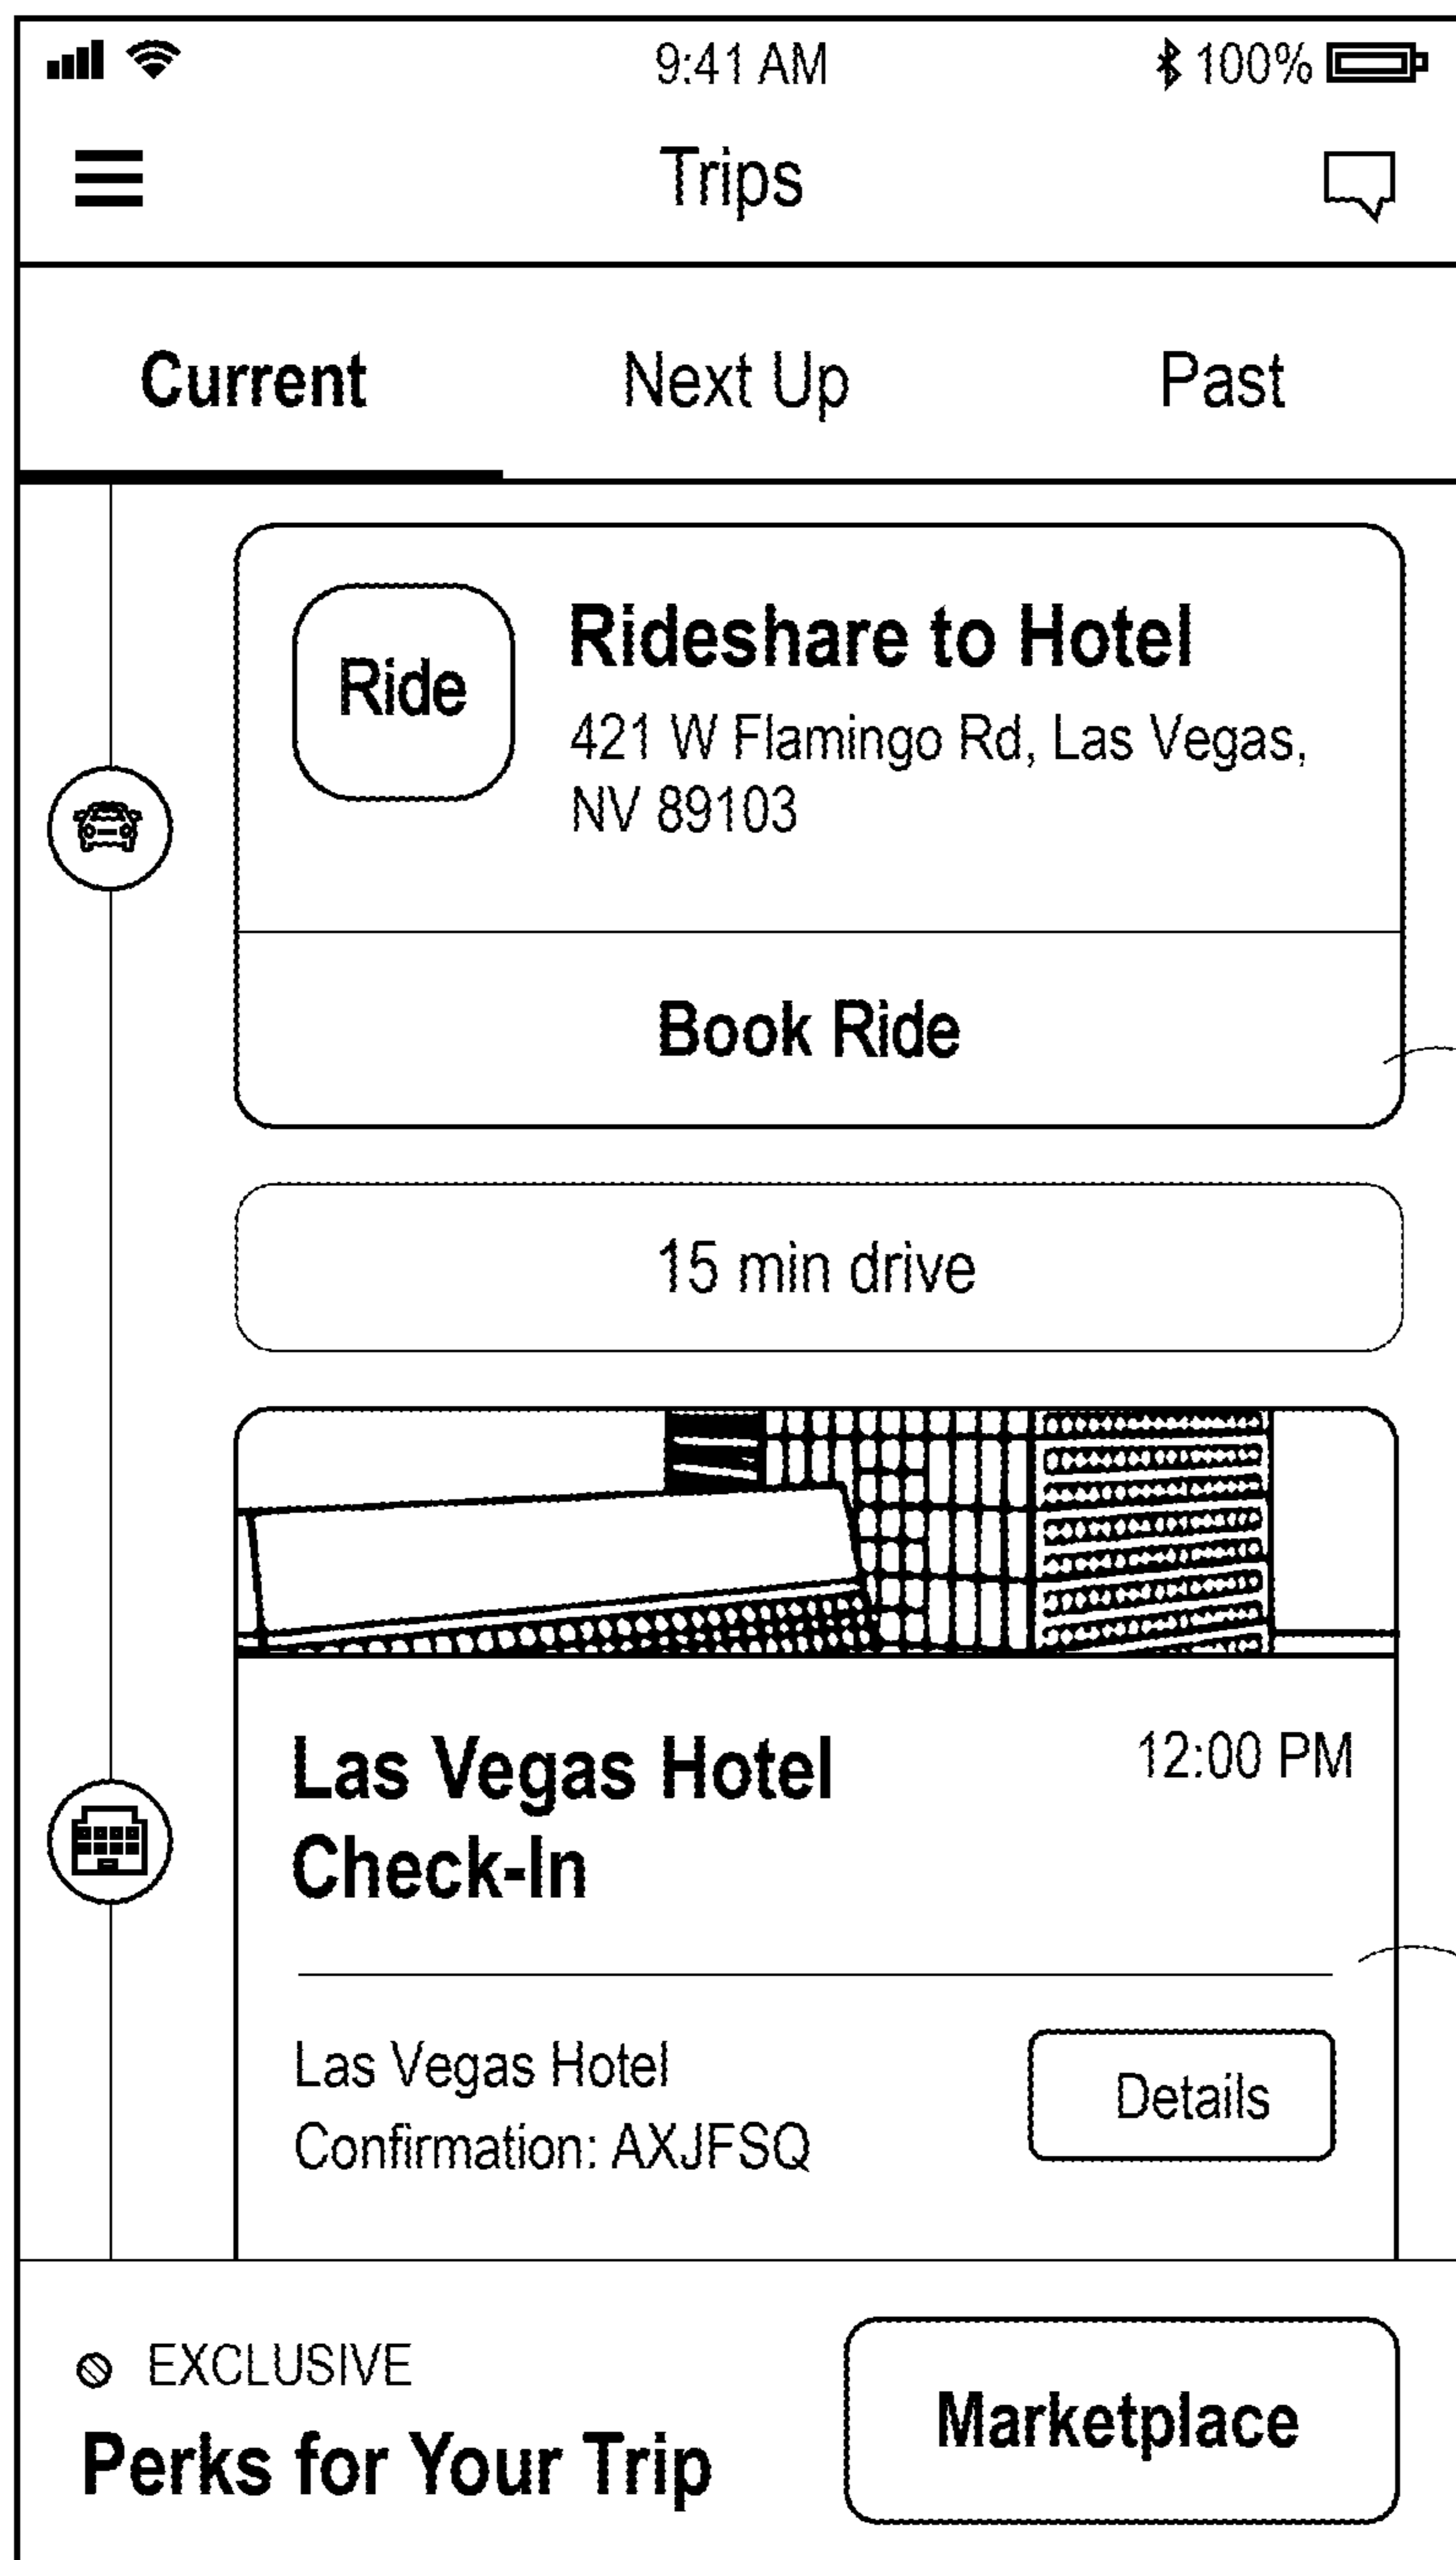 9:41 AM
100%
Trips
Current
Next Up
Past
Ride
Rideshare to Hotel
421 W Flamingo Rd, Las Vegas,
NV 89103
Book Ride
15 min drive
Las Vegas Hotel
Check-In
12:00 PM
Las Vegas Hotel
Confirmation: AXJFSQ
Details
EXCLUSIVE
Perks for Your Trip
Marketplace